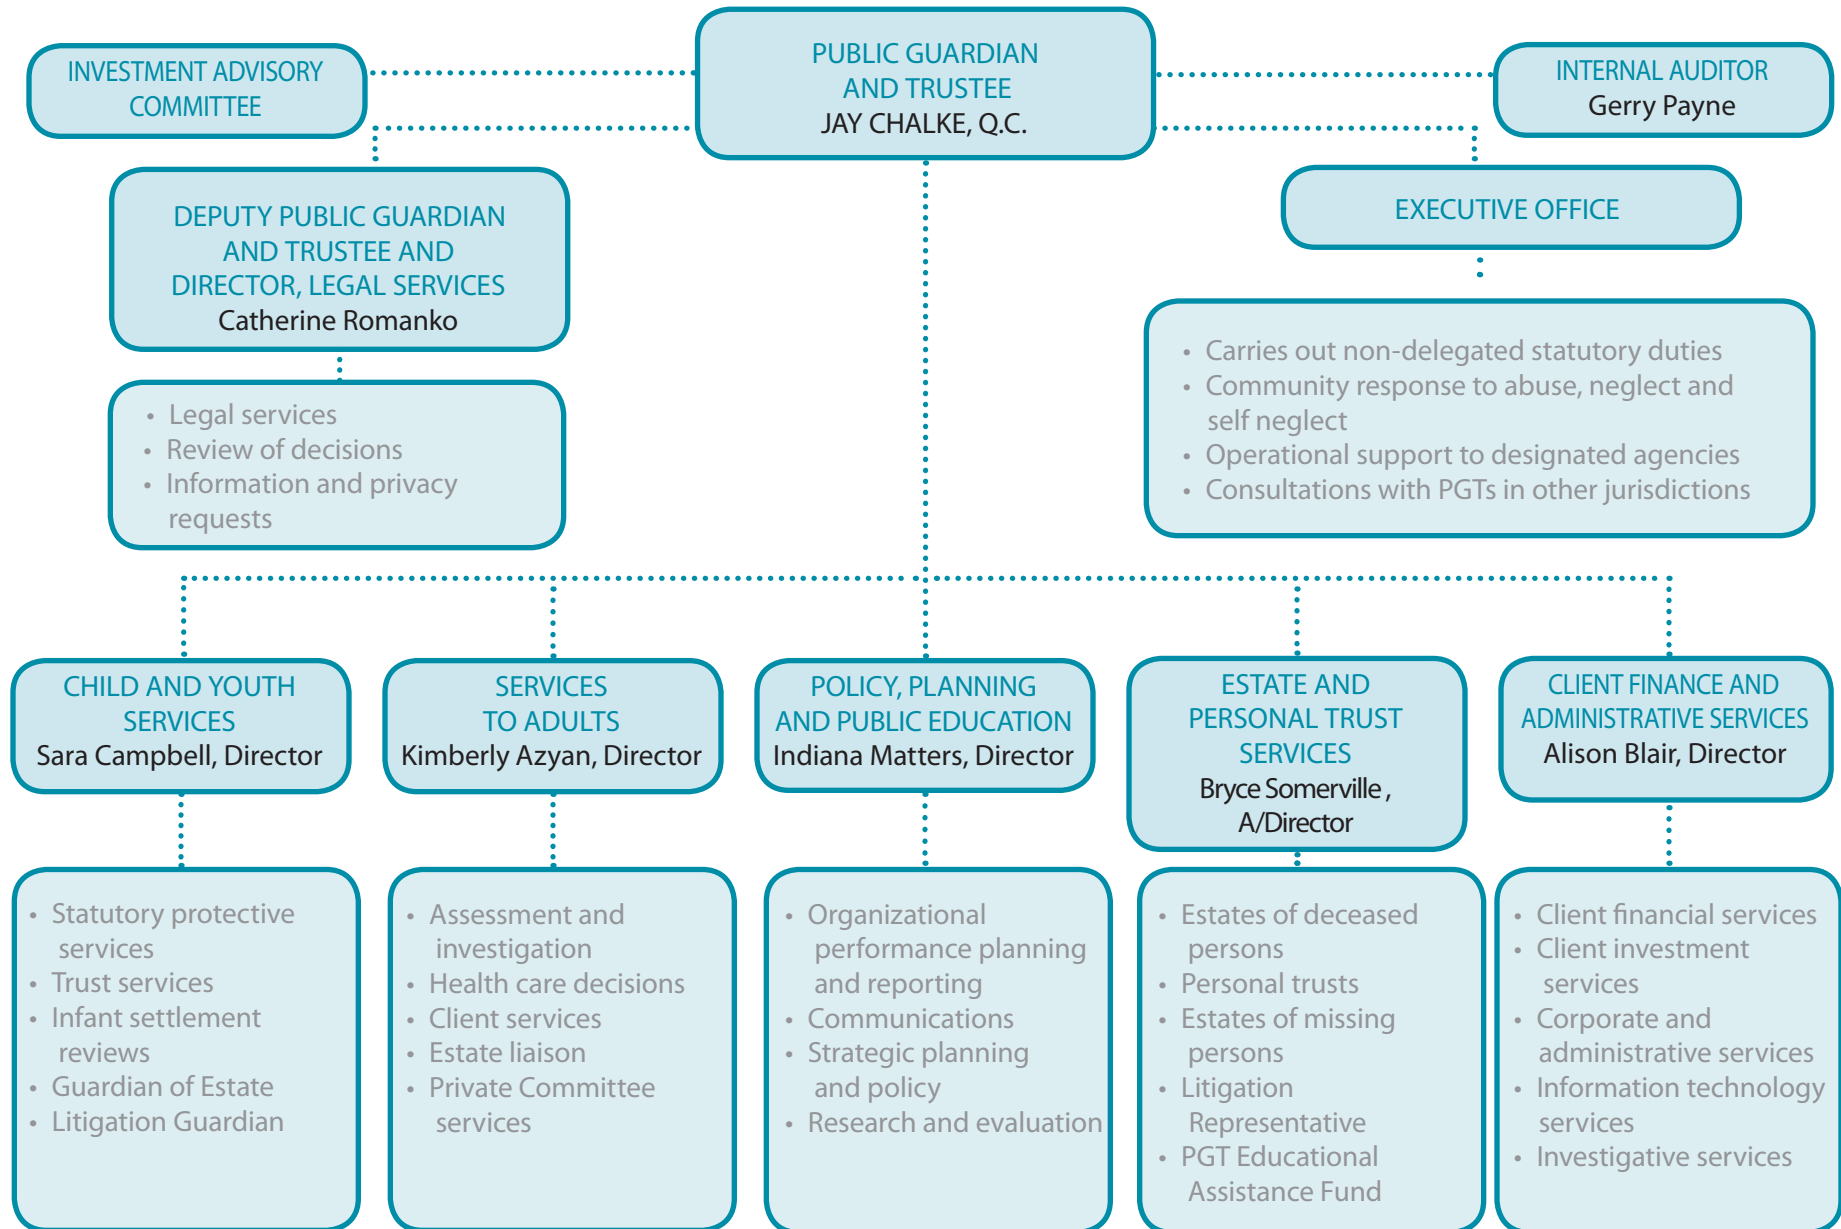 INVESTMENT ADVISORY
COMMITTEE
PUBLIC GUARDIAN
AND TRUSTEE
JAY CHALKE, Q.C.
INTERNAL AUDITOR
Gerry Payne
DEPUTY PUBLIC GUARDIAN
AND TRUSTEE AND
DIRECTOR, LEGAL SERVICES
Catherine Romanko
EXECUTIVE OFFICE
• Legal services
• Review of decisions
• Information and privacy
requests
• Carries out non-delegated statutory duties
• Community response to abuse, neglect and
self neglect
• Operational support to designated agencies
• Consultations with PGTs in other jurisdictions
CHILD AND YOUTH
SERVICES
Sara Campbell, Director
SERVICES
TO ADULTS
Kimberly Azyan, Director
POLICY, PLANNING
AND PUBLIC EDUCATION
Indiana Matters, Director
ESTATE AND
PERSONAL TRUST
SERVICES
Bryce Somerville ,
A/Director
CLIENT FINANCE AND
ADMINISTRATIVE SERVICES
Alison Blair, Director
• Statutory protective
services
• Trust services
• Infant settlement
reviews
• Guardian of Estate
• Litigation Guardian
• Assessment and
investigation
• Health care decisions
• Client services
• Estate liaison
• Private Committee
services
• Organizational
performance planning
and reporting
• Communications
• Strategic planning
and policy
• Research and evaluation
• Estates of deceased
persons
• Personal trusts
• Estates of missing
persons
• Litigation
Representative
• PGT Educational
Assistance Fund
• Client financial services
• Client investment
services
• Corporate and
administrative services
• Information technology
services
• Investigative services